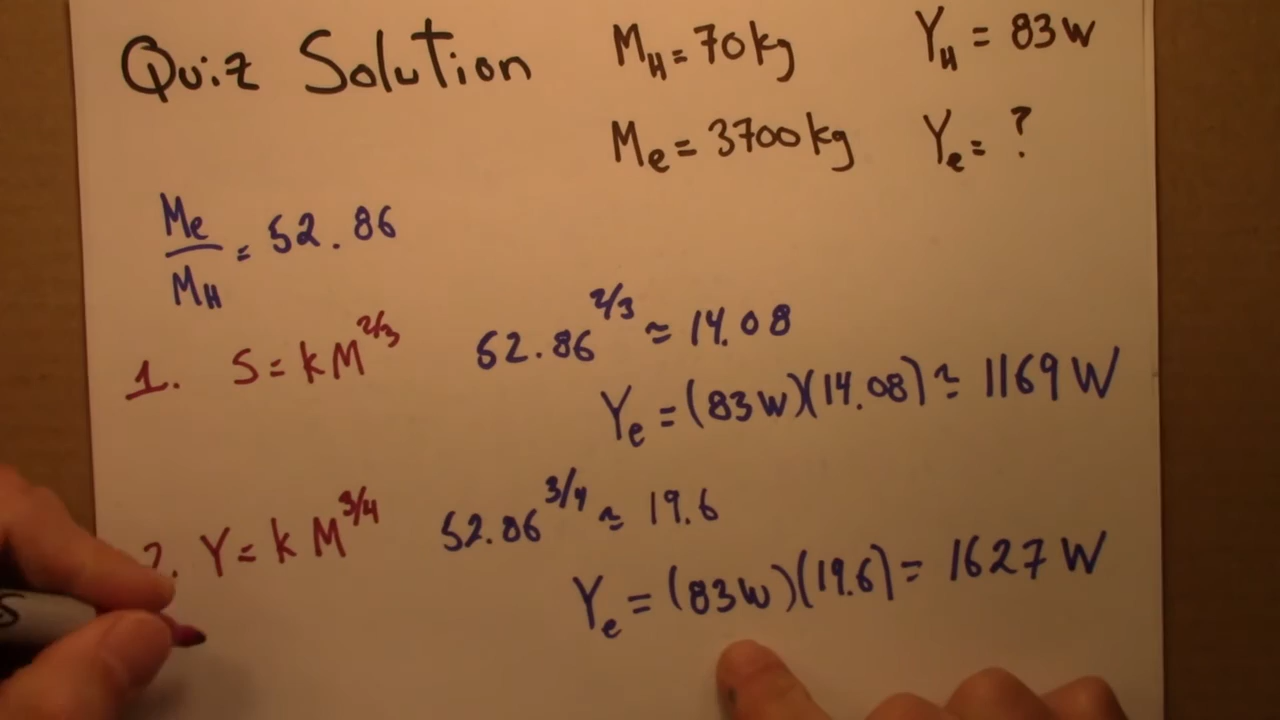 Quiz Solution
M_H = 70 kg
Y_H = 83 W
M_e = 3700 kg
Y_e = ?
M_e / M_H = 52.86
1. S = k M^2/3
52.86^2/3 ≈ 14.08
Y_e = (83 W)(14.08) ≈ 1169 W
2. Y = k M^3/4
52.86^3/4 ≈ 19.6
Y_e = (83 W)(19.6) = 1627 W